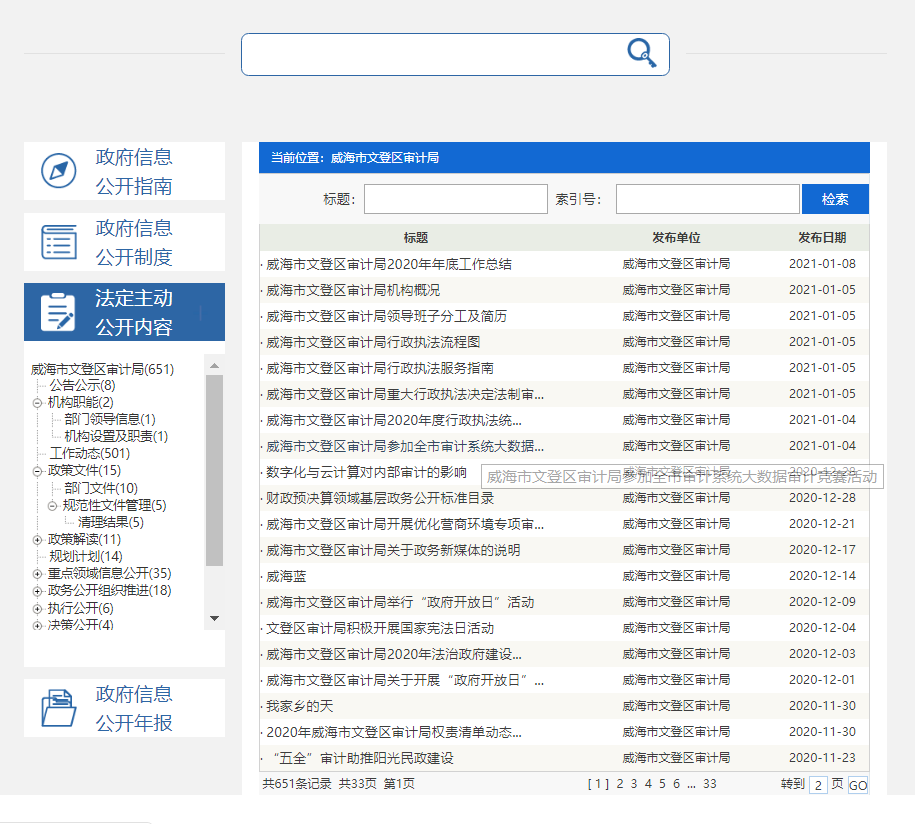 政府信息
公开指南
政府信息
公开制度
法定主动
公开内容
威海市文登区审计局(651)
公告公示(8)
机构职能(2)
部门领导信息(1)
机构设置及职责(1)
工作动态(501)
政策文件(15)
部门文件(10)
规范性文件管理(5)
清理结果(5)
政策解读(11)
规划计划(14)
重点领域信息公开(35)
政务公开组织推进(18)
执行公开(6)
决策公开(4)
政府信息
公开年报
当前位置：威海市文登区审计局
标题： 索引号： 检索
标题 发布单位 发布日期
· 威海市文登区审计局2020年年底工作总结 威海市文登区审计局 2021-01-08
· 威海市文登区审计局机构概况 威海市文登区审计局 2021-01-05
· 威海市文登区审计局领导班子分工及简历 威海市文登区审计局 2021-01-05
· 威海市文登区审计局行政执法流程图 威海市文登区审计局 2021-01-05
· 威海市文登区审计局行政执法服务指南 威海市文登区审计局 2021-01-05
· 威海市文登区审计局重大行政执法决定法制审... 威海市文登区审计局 2021-01-05
· 威海市文登区审计局2020年度行政执法统... 威海市文登区审计局 2021-01-04
· 威海市文登区审计局参加全市审计系统大数据... 威海市文登区审计局 2021-01-04
· 数字化与云计算对内部审计的影响 威海市文登区审计局 2020-12-28
威海市文登区审计局参加全市审计系统大数据审计竞赛活动
· 财政预决算领域基层政务公开标准目录 威海市文登区审计局 2020-12-28
· 威海市文登区审计局开展优化营商环境专项审... 威海市文登区审计局 2020-12-21
· 威海市文登区审计局关于政务新媒体的说明 威海市文登区审计局 2020-12-17
· 威海蓝 威海市文登区审计局 2020-12-14
· 威海市文登区审计局举行“政府开放日”活动 威海市文登区审计局 2020-12-09
· 文登区审计局积极开展国家宪法日活动 威海市文登区审计局 2020-12-04
· 威海市文登区审计局2020年法治政府建设... 威海市文登区审计局 2020-12-03
· 威海市文登区审计局关于开展“政府开放日”... 威海市文登区审计局 2020-12-01
· 我家乡的天 威海市文登区审计局 2020-11-30
· 2020年威海市文登区审计局权责清单动态... 威海市文登区审计局 2020-11-30
· “五全”审计助推阳光民政建设 威海市文登区审计局 2020-11-23
共651条记录 共33页 第1页 [ 1 ] 2 3 4 5 6 ... 33 转到 2 页 GO